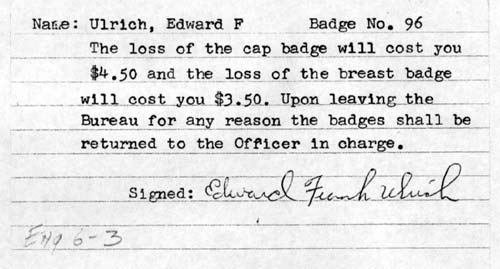 Name: Ulrich, Edward F Badge No. 96
The loss of the cap badge will cost you
$4.50 and the loss of the breast badge
will cost you $3.50. Upon leaving the
Bureau for any reason the badges shall be
returned to the Officer in charge.
Signed: Edward Frank Ulrich
6-3